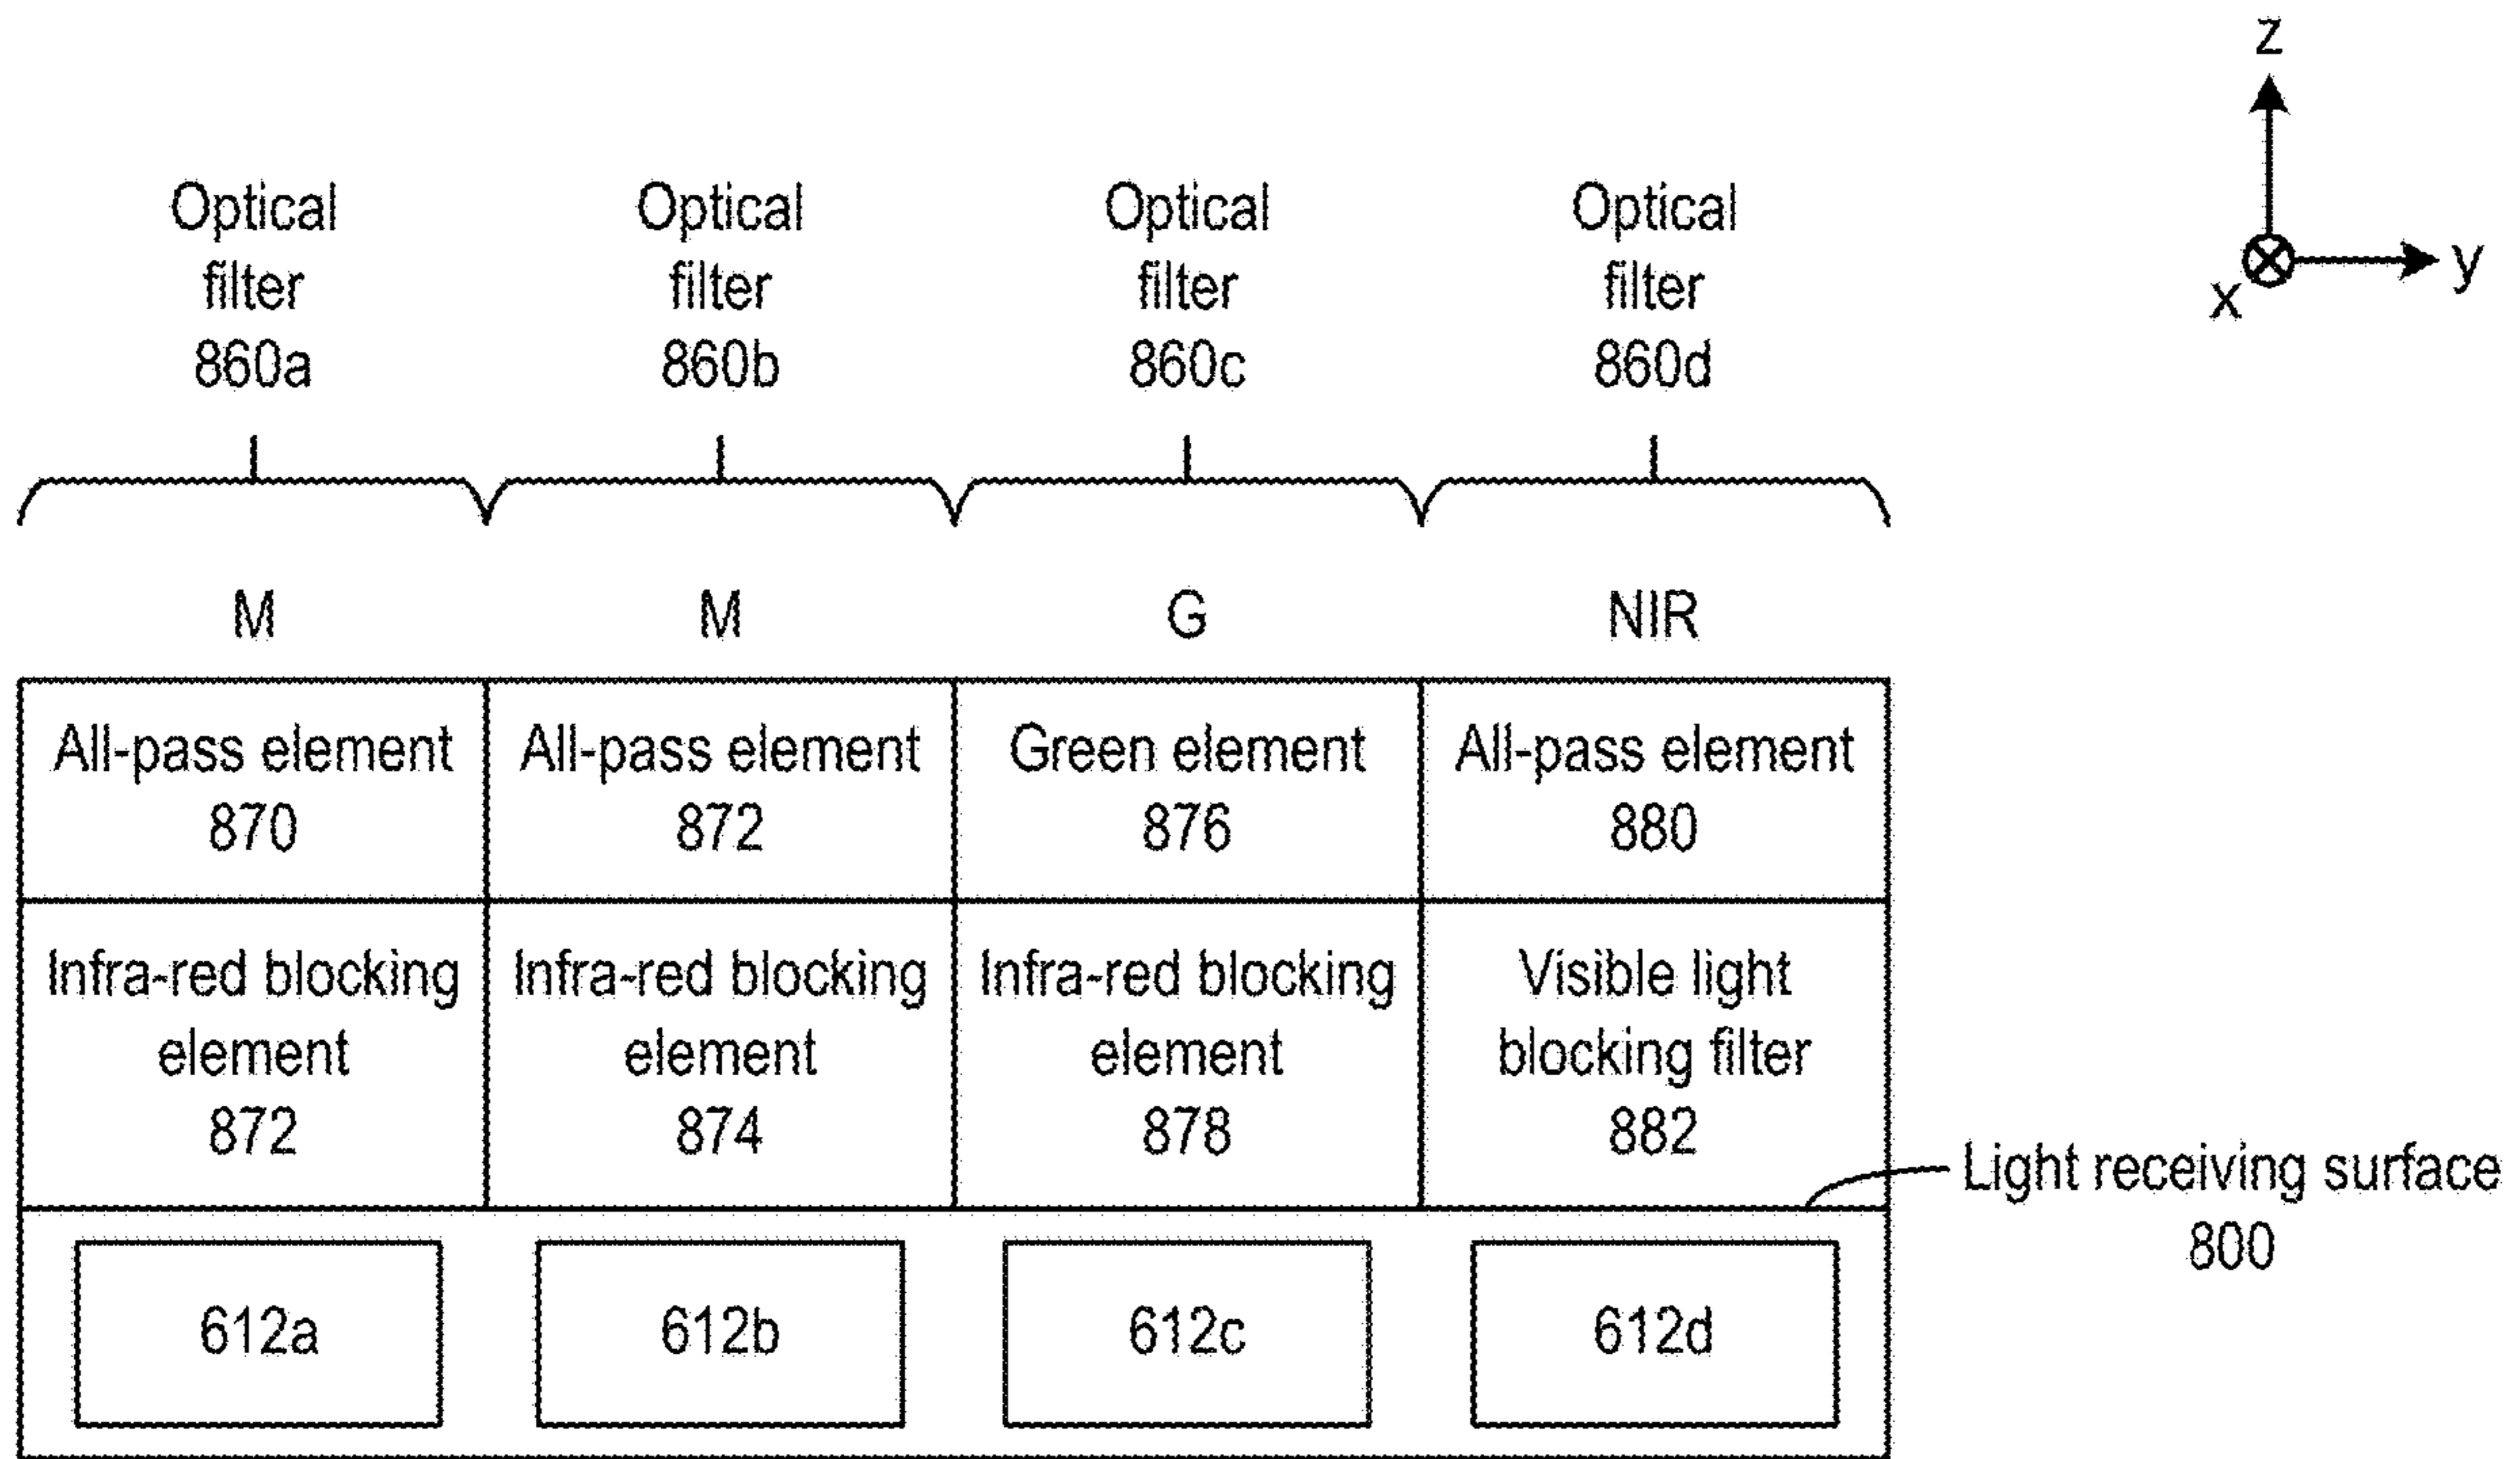 z
y
x
Optical
filter
860a
Optical
filter
860b
Optical
filter
860c
Optical
filter
860d
M
M
G
NIR
All-pass element
870
All-pass element
872
Green element
876
All-pass element
880
Infra-red blocking
element
872
Infra-red blocking
element
874
Infra-red blocking
element
878
Visible light
blocking filter
882
Light receiving surface
800
612a
612b
612c
612d